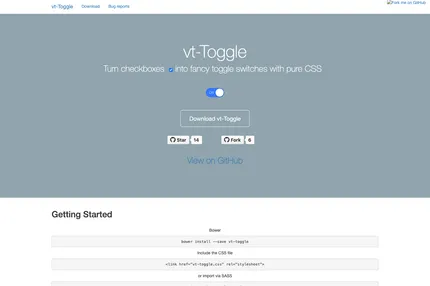 vt-Toggle Download Bug reports
Fork me on GitHub
vt-Toggle
Turn checkboxes into fancy toggle switches with pure CSS
Download vt-Toggle
Star 14 Fork 6
View on GitHub
Getting Started
Bower
bower install --save vt-toggle
Include the CSS file
<link href="vt-toggle.css" rel="stylesheet">
or import via SASS